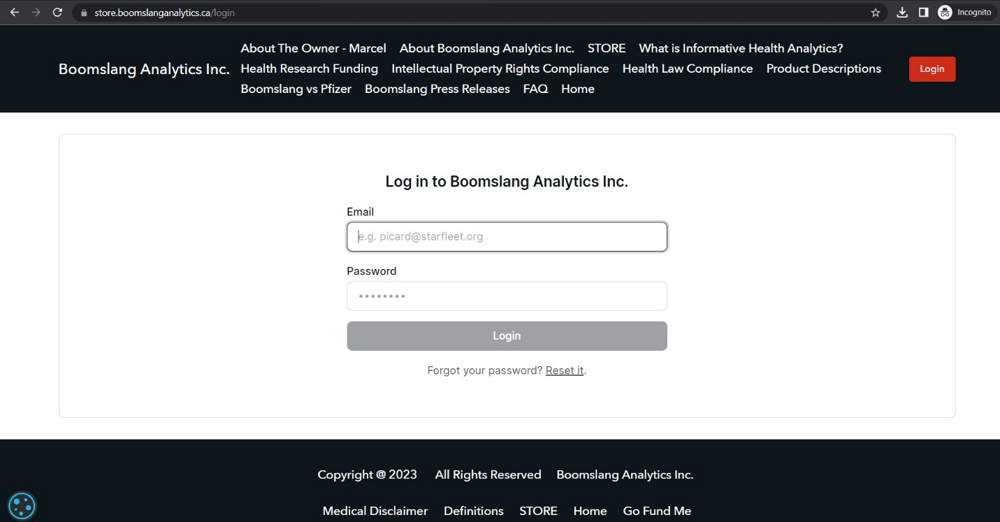 store.boomslanganalytics.ca/login
Incognito
Boomslang Analytics Inc.
About The Owner - Marcel About Boomslang Analytics Inc. STORE What is Informative Health Analytics?
Health Research Funding Intellectual Property Rights Compliance Health Law Compliance Product Descriptions
Boomslang vs Pfizer Boomslang Press Releases FAQ Home
Login
Log in to Boomslang Analytics Inc.
Email
e.g. picard@starfleet.org
Password
••••••••
Login
Forgot your password? Reset it.
Copyright @ 2023 All Rights Reserved Boomslang Analytics Inc.
Medical Disclaimer Definitions STORE Home Go Fund Me